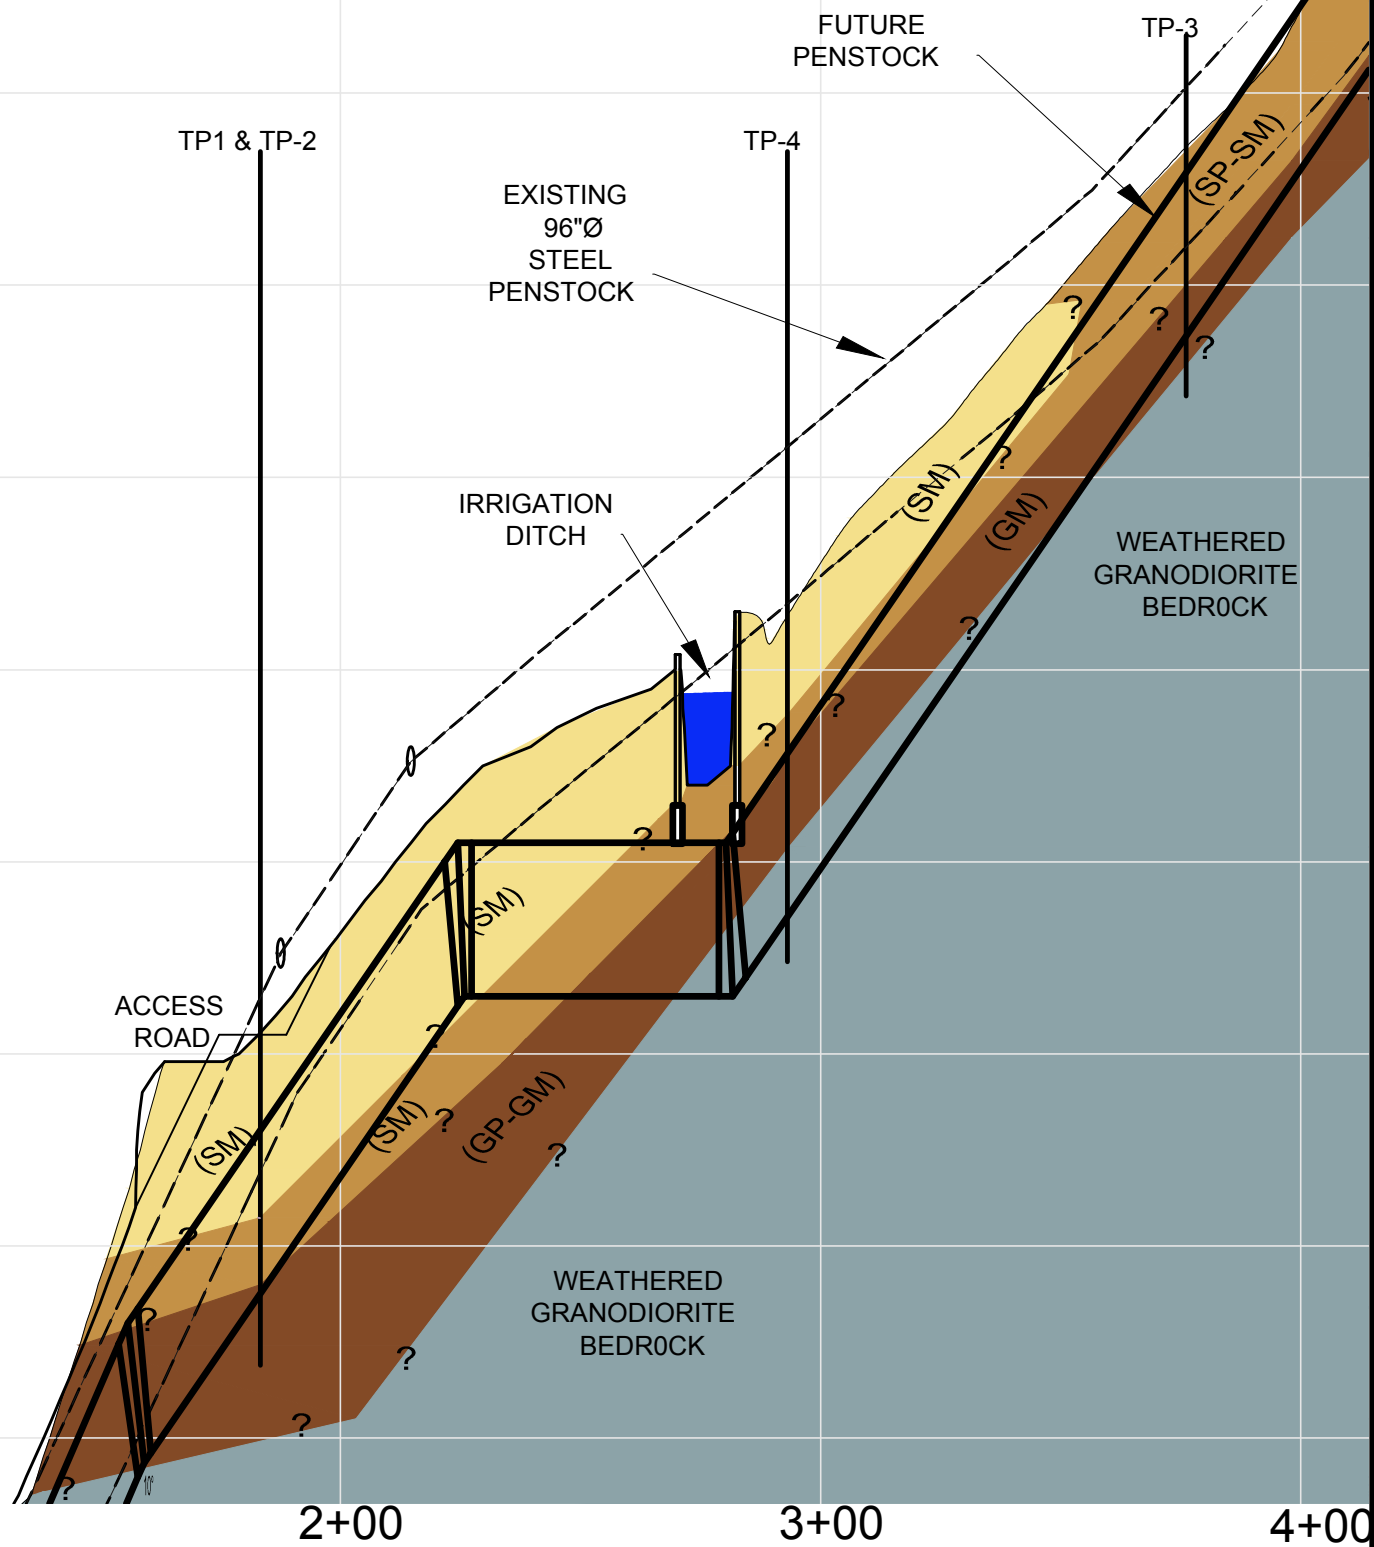 FUTURE
PENSTOCK
TP-3
TP1 & TP-2
TP-4
EXISTING
96"Ø
STEEL
PENSTOCK
(SP-SM)
?
?
?
IRRIGATION
DITCH
(SM)
?
(GM)
WEATHERED
GRANODIORITE
BEDR0CK
?
?
?
?
(SM)
ACCESS
ROAD
?
(SM)
(SM)
?
(GP-GM)
?
?
WEATHERED
GRANODIORITE
BEDR0CK
?
?
?
?
10°
2+00
3+00
4+00